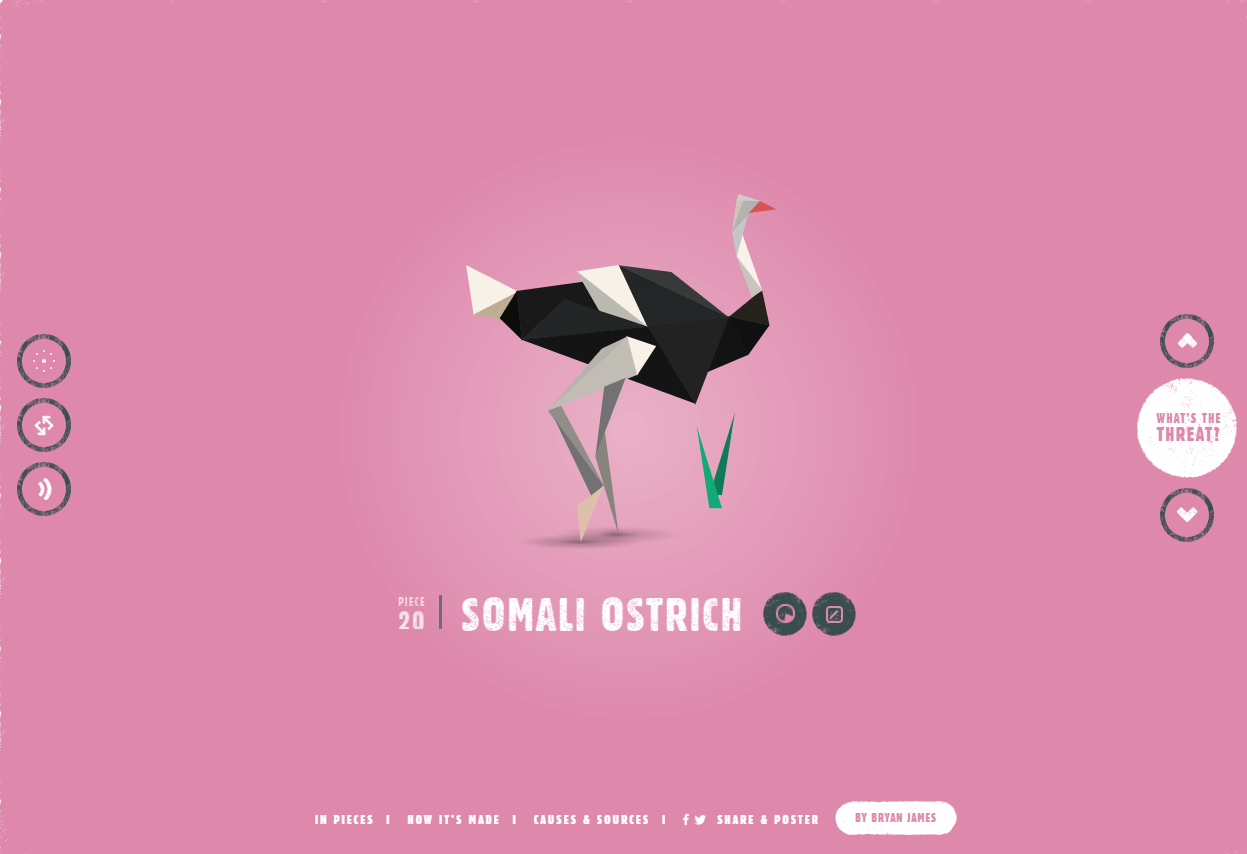 WHAT'S THE
THREAT?
PIECE
20
SOMALI OSTRICH
IN PIECES | HOW IT'S MADE | CAUSES & SOURCES | SHARE & POSTER
BY BRYAN JAMES